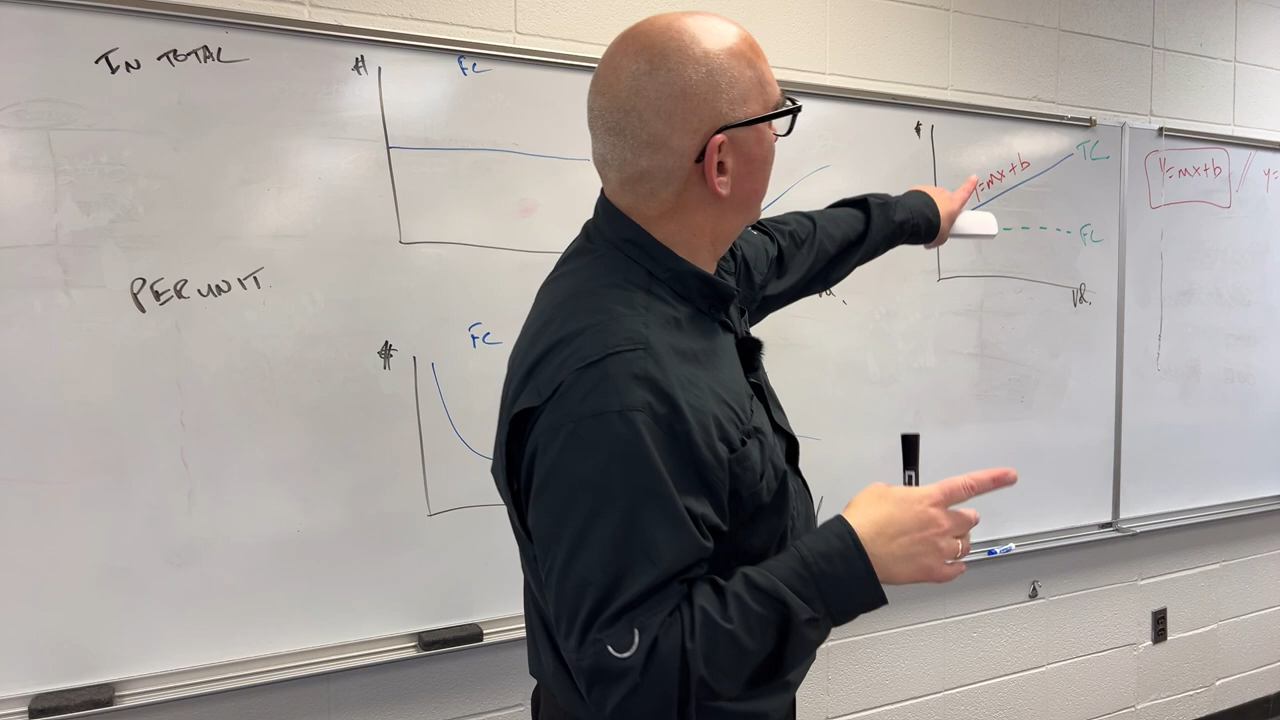 IN TOTAL
$
FC
$
Y=mx+b
TC
FC
Vol.
Y=mx+b
y=
PER UNIT.
$
FC